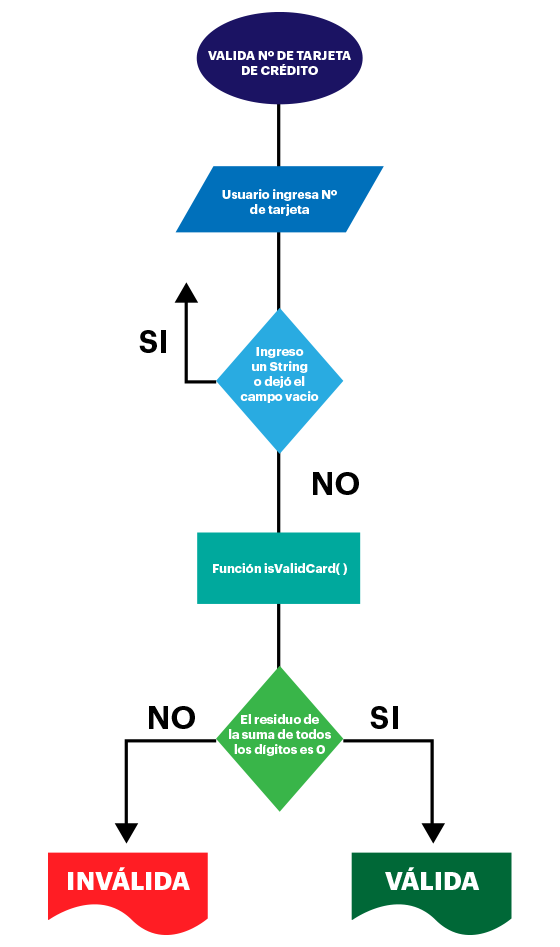 VALIDA Nº DE TARJETA
DE CRÉDITO
Usuario ingresa Nº
de tarjeta
SI
Ingreso
un String
o dejó el
campo vacio
NO
Función isValidCard( )
NO
SI
El residuo de
la suma de todos
los dígitos es 0
INVÁLIDA
VÁLIDA